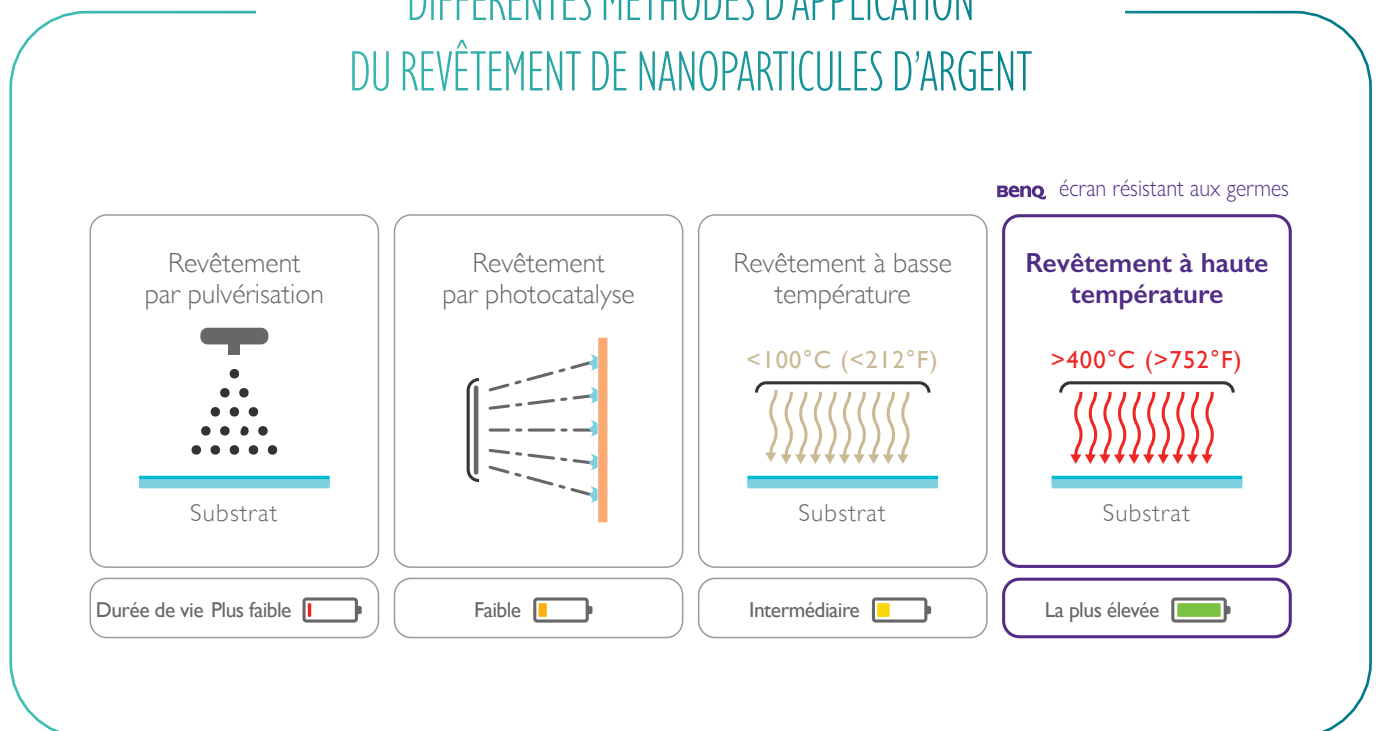 DIFFÉRENTES MÉTHODES D'APPLICATION
DU REVÊTEMENT DE NANOPARTICULES D'ARGENT
BenQ écran résistant aux germes
Revêtement
par pulvérisation
Substrat
Durée de vie Plus faible
Revêtement
par photocatalyse
Faible
Revêtement à basse
température
<100°C (<212°F)
Substrat
Intermédiaire
Revêtement à haute
température
>400°C (>752°F)
Substrat
La plus élevée